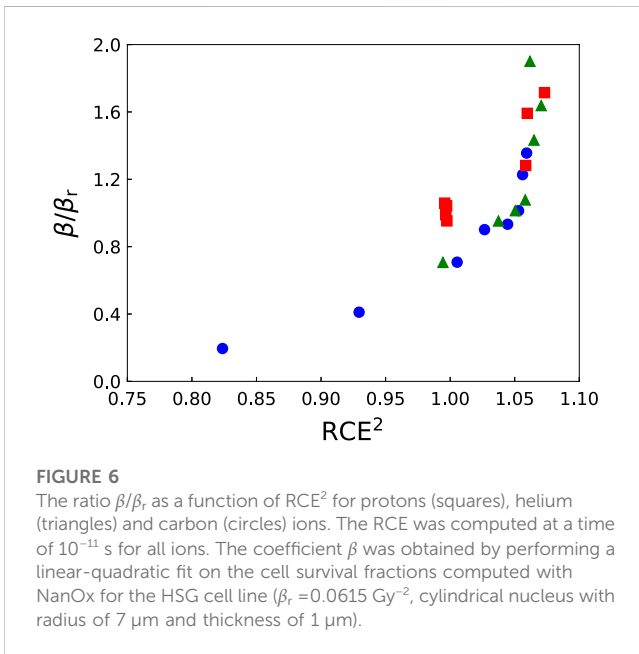 2.0
1.6
1.2
0.8
0.4
0.0
β/βr
0.75 0.80 0.85 0.90 0.95 1.00 1.05 1.10
RCE²
FIGURE 6
The ratio β/βr as a function of RCE² for protons (squares), helium
(triangles) and carbon (circles) ions. The RCE was computed at a time
of 10⁻¹¹ s for all ions. The coefficient β was obtained by performing a
linear-quadratic fit on the cell survival fractions computed with
NanOx for the HSG cell line (βr =0.0615 Gy⁻², cylindrical nucleus with
radius of 7 μm and thickness of 1 μm).